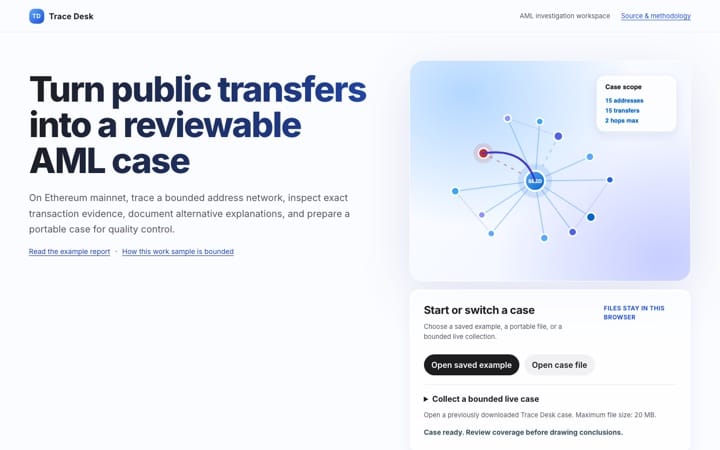 TD Trace Desk
AML investigation workspace Source & methodology
Turn public transfers
into a reviewable
AML case
On Ethereum mainnet, trace a bounded address network, inspect exact
transaction evidence, document alternative explanations, and prepare a
portable case for quality control.
Read the example report · How this work sample is bounded
Case scope
15 addresses
15 transfers
2 hops max
Start or switch a case
FILES STAY IN THIS
BROWSER
Choose a saved example, a portable file, or a
bounded live collection.
Open saved example Open case file
Collect a bounded live case
Open a previously downloaded Trace Desk case. Maximum file size: 20 MB.
Case ready. Review coverage before drawing conclusions.